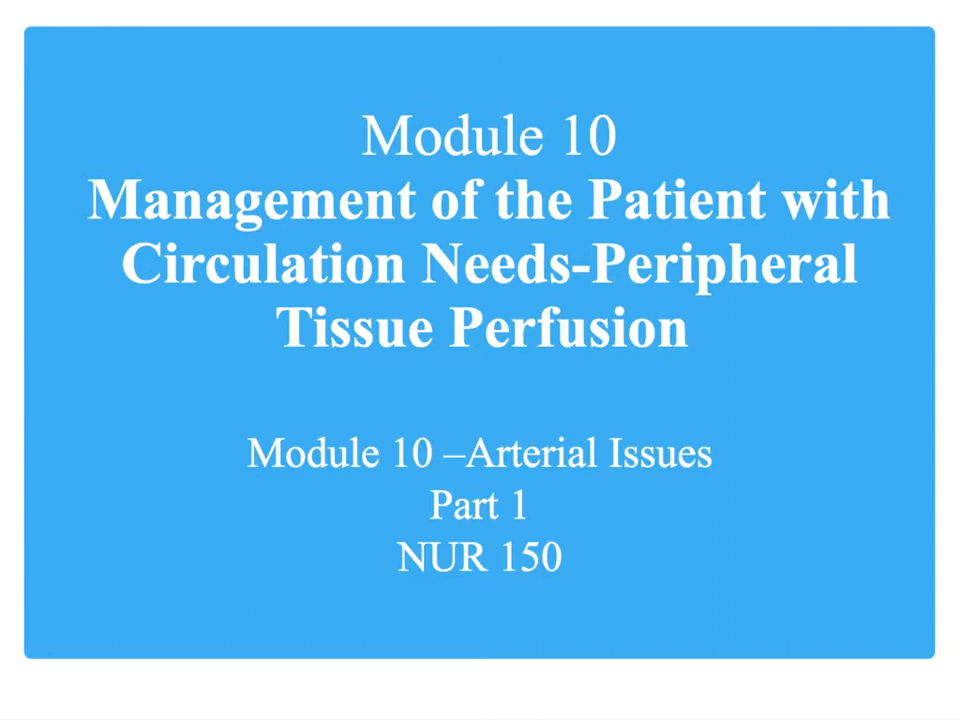 Module 10
Management of the Patient with
Circulation Needs-Peripheral
Tissue Perfusion
Module 10 –Arterial Issues
Part 1
NUR 150